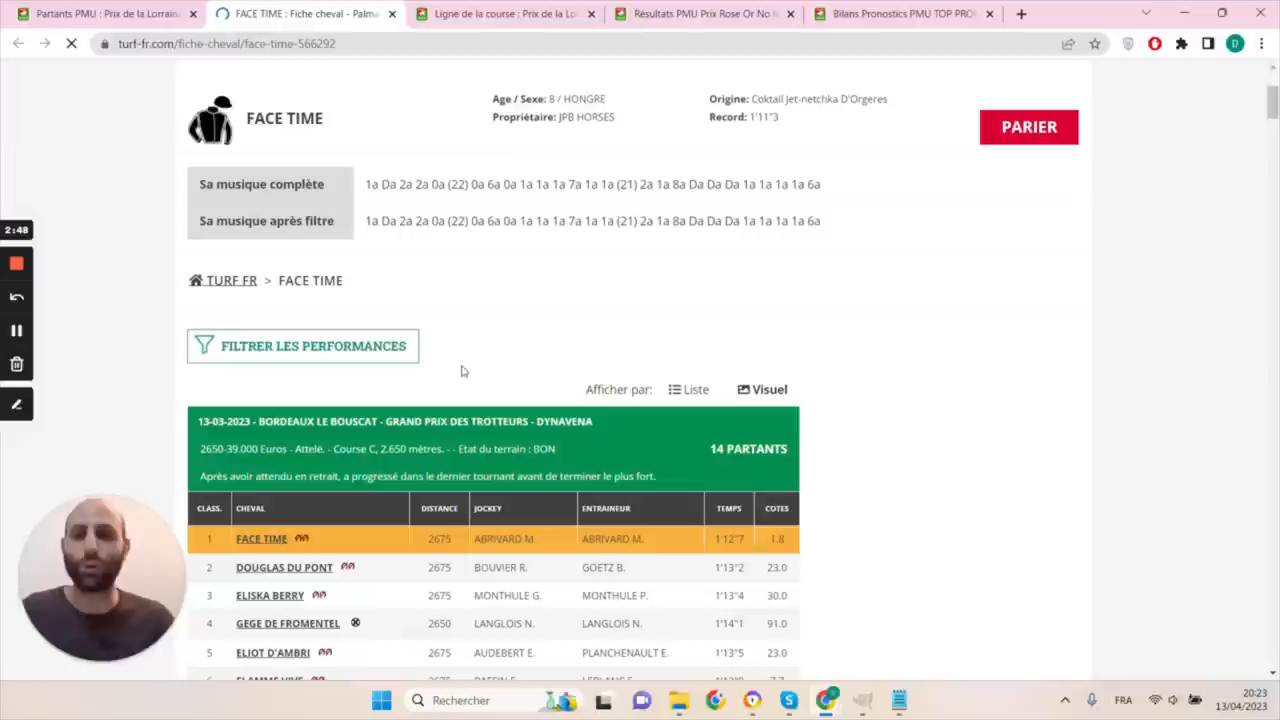 Partants PMU : Prix de la Lorraine
FACE TIME : Fiche cheval - Palma
Ligne de la course : Prix de la Lo
Résultats PMU Prix Rose Or No l
Bilans Pronostics PMU TOP PRO
turf-fr.com/fiche-cheval/face-time-566292
D
FACE TIME
Age / Sexe: 8 / HONGRE
Propriétaire: JPB HORSES
Origine: Coktail Jet-netchka D'Orgeres
Record: 1'11"3
PARIER
Sa musique complète 1a Da 2a 2a 0a (22) 0a 6a 0a 1a 1a 1a 7a 1a 1a (21) 2a 1a 8a Da Da Da 1a 1a 1a 1a 6a
Sa musique après filtre 1a Da 2a 2a 0a (22) 0a 6a 0a 1a 1a 1a 7a 1a 1a (21) 2a 1a 8a Da Da Da 1a 1a 1a 1a 6a
2:48
TURF FR > FACE TIME
FILTRER LES PERFORMANCES
Afficher par: Liste Visuel
13-03-2023 - BORDEAUX LE BOUSCAT - GRAND PRIX DES TROTTEURS - DYNAVENA
2650-39.000 Euros - Attelé. - Course C, 2.650 mètres. - - Etat du terrain : BON
14 PARTANTS
Après avoir attendu en retrait, a progressé dans le dernier tournant avant de terminer le plus fort.
CLASS. CHEVAL DISTANCE JOCKEY ENTRAINEUR TEMPS COTES
1 FACE TIME 2675 ABRIVARD M. ABRIVARD M. 1'12"7 1.8
2 DOUGLAS DU PONT 2675 BOUVIER R. GOETZ B. 1'13"2 23.0
3 ELISKA BERRY 2675 MONTHULE G. MONTHULE P. 1'13"4 30.0
4 GEGE DE FROMENTEL 2650 LANGLOIS N. LANGLOIS N. 1'14"1 91.0
5 ELIOT D'AMBRI 2675 AUDEBERT E. PLANCHENAULT E. 1'13"5 23.0
Rechercher
FRA
20:23
13/04/2023